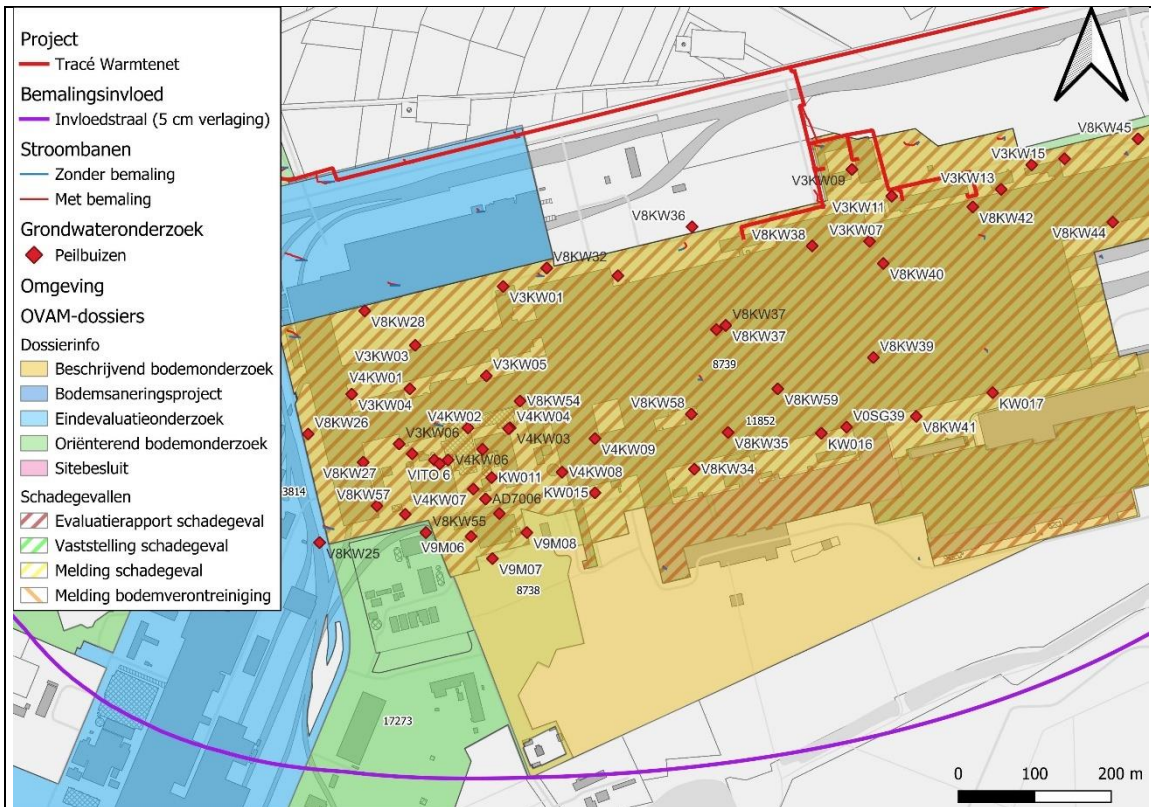 Project
Tracé Warmtenet
Bemalingsinvloed
Invloedstraal (5 cm verlaging)
Stroombanen
Zonder bemaling
Met bemaling
Grondwateronderzoek
Peilbuizen
Omgeving
OVAM-dossiers
Dossierinfo
Beschrijvend bodemonderzoek
Bodemsaneringsproject
Eindevaluatieonderzoek
Oriënterend bodemonderzoek
Sitebesluit
Schadegevallen
Evaluatierapport schadegeval
Vaststelling schadegeval
Melding schadegeval
Melding bodemverontreiniging
V8KW45
V3KW15
V3KW09
V3KW13
V3KW11
V8KW42
V8KW36
V8KW38
V3KW07
V8KW44
V8KW32
V8KW40
V3KW01
V8KW28
V8KW37
V8KW37
V3KW03
V8KW39
V3KW05
8739
V4KW01
V3KW04
V8KW54
V8KW59
KW017
V4KW02
V4KW04
V8KW58
11852
V0SG39
V8KW26
V3KW06
V4KW03
V4KW09
V8KW35
KW016
V8KW41
V8KW27
VITO 6
V4KW06
V4KW08
V8KW34
KW011
V8KW57
V4KW07
AD7006
KW015
3814
V8KW55
V8KW25
V9M06
V9M08
V9M07
8738
17273
0 100 200 m